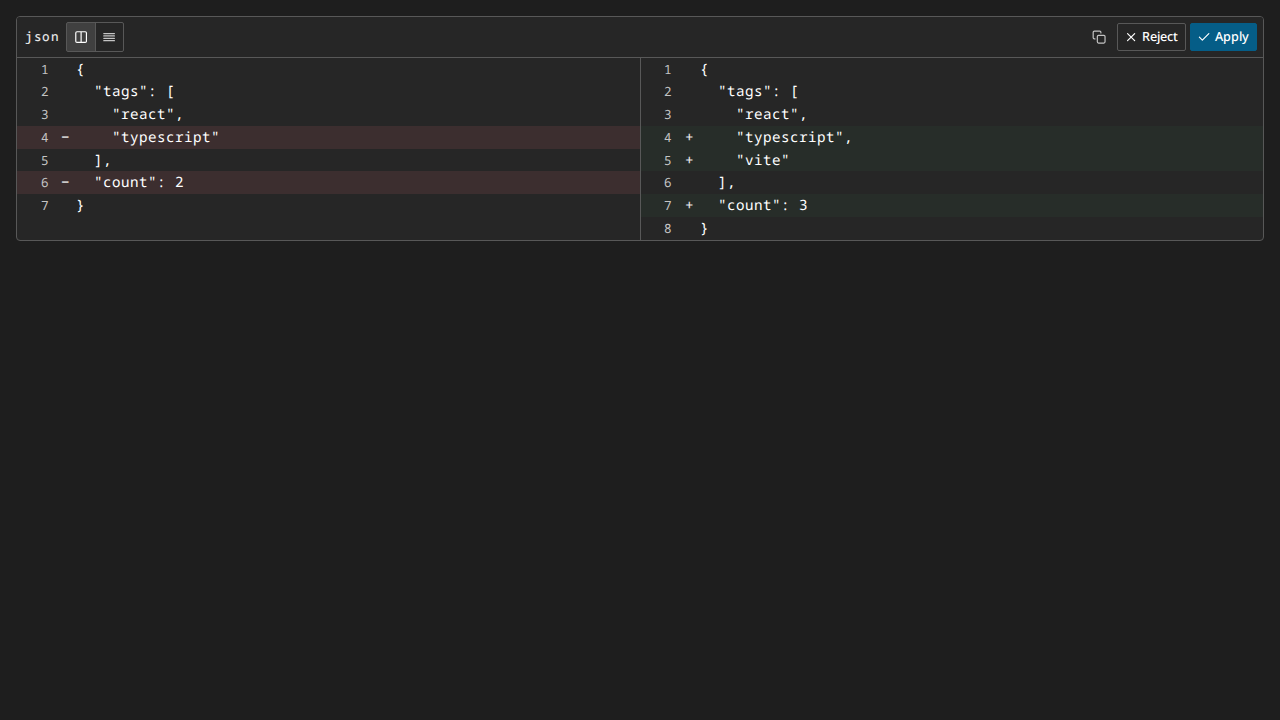 json Reject Apply
1 {
2   "tags": [
3     "react",
4 −     "typescript"
5   ],
6 −   "count": 2
7 }
1 {
2   "tags": [
3     "react",
4 +     "typescript",
5 +     "vite"
6   ],
7 +   "count": 3
8 }